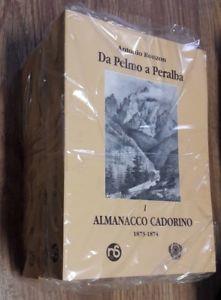 Antonio Ronzon
Da Pelmo a Peralba
I
ALMANACCO CADORINO
1873-1874